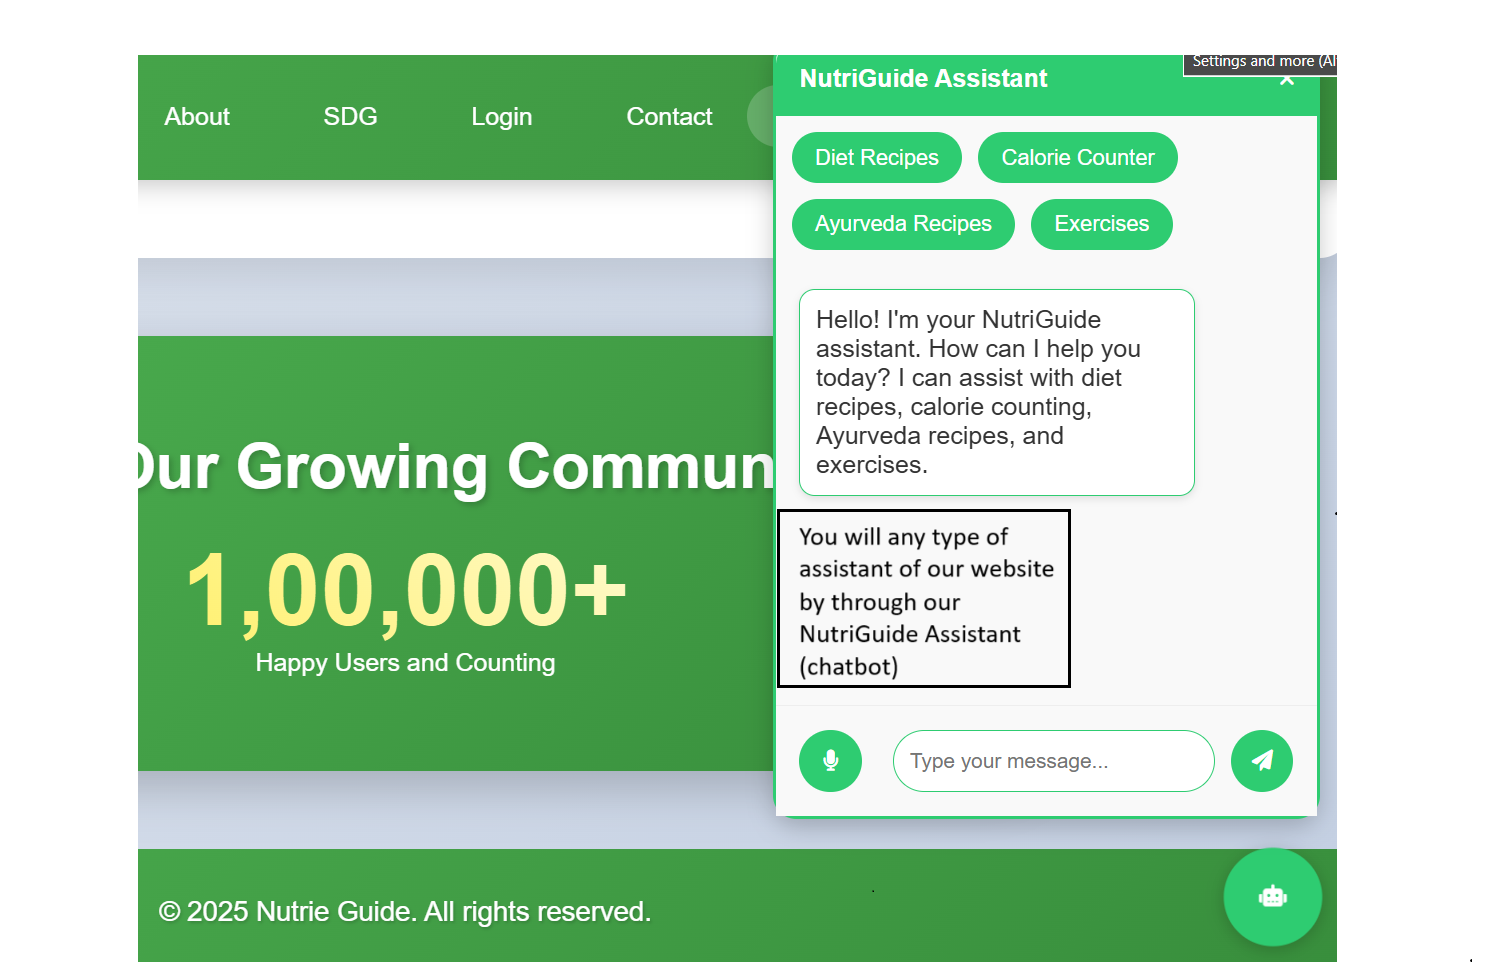 Settings and more (Al
NutriGuide Assistant
About SDG Login Contact
Diet Recipes Calorie Counter
Ayurveda Recipes Exercises
Hello! I'm your NutriGuide
assistant. How can I help you
today? I can assist with diet
recipes, calorie counting,
Ayurveda recipes, and
exercises.
Our Growing Commun
1,00,000+
Happy Users and Counting
You will any type of
assistant of our website
by through our
NutriGuide Assistant
(chatbot)
Type your message...
© 2025 Nutrie Guide. All rights reserved.